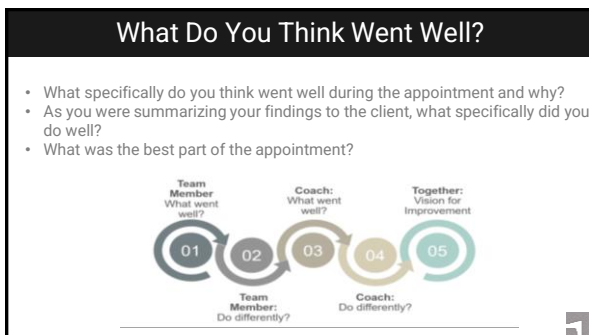 What Do You Think Went Well?
• What specifically do you think went well during the appointment and why?
• As you were summarizing your findings to the client, what specifically did you
do well?
• What was the best part of the appointment?
Team
Member
What went
well?
Coach:
What went
well?
Together:
Vision for
Improvement
01
02
03
04
05
Team
Member:
Do differently?
Coach:
Do differently?